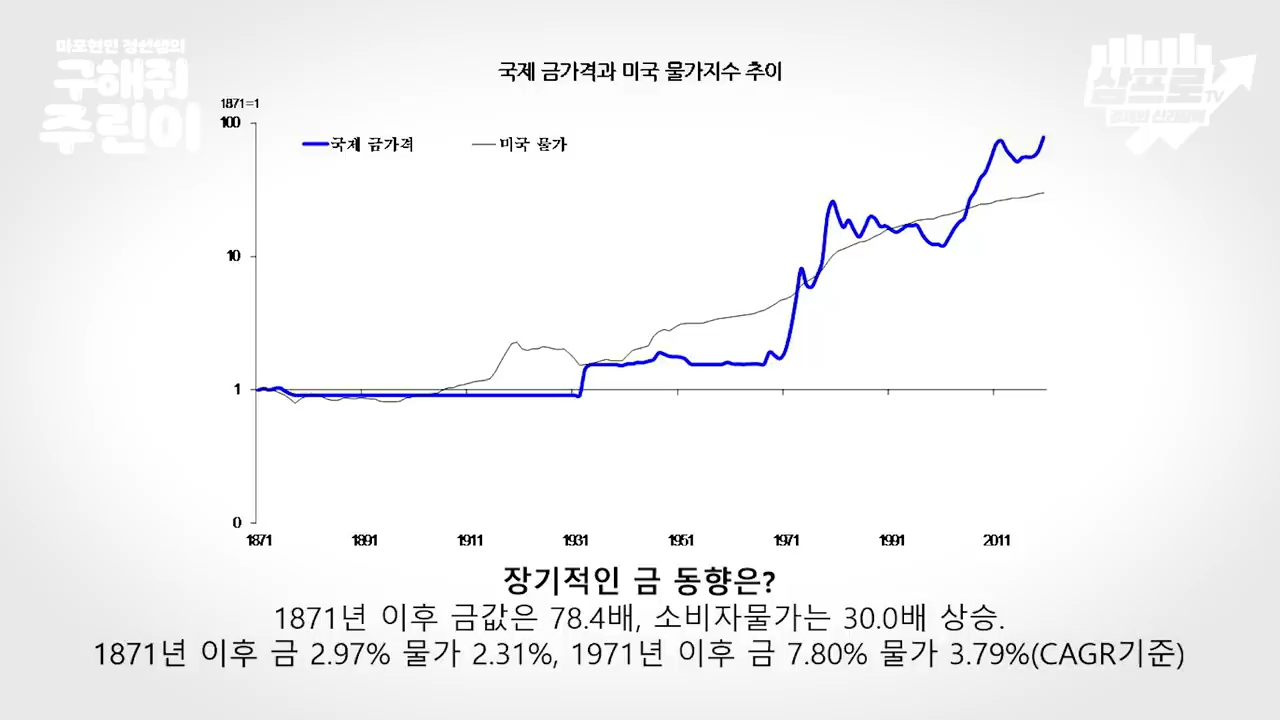 마포현인 정선생의
구해줘
주린이
삼프로TV
국제 금가격과 미국 물가지수 추이
1871=1
국제 금가격
미국 물가
100
10
1
0
1871 1891 1911 1931 1951 1971 1991 2011
장기적인 금 동향은?
1871년 이후 금값은 78.4배, 소비자물가는 30.0배 상승.
1871년 이후 금 2.97% 물가 2.31%, 1971년 이후 금 7.80% 물가 3.79%(CAGR기준)